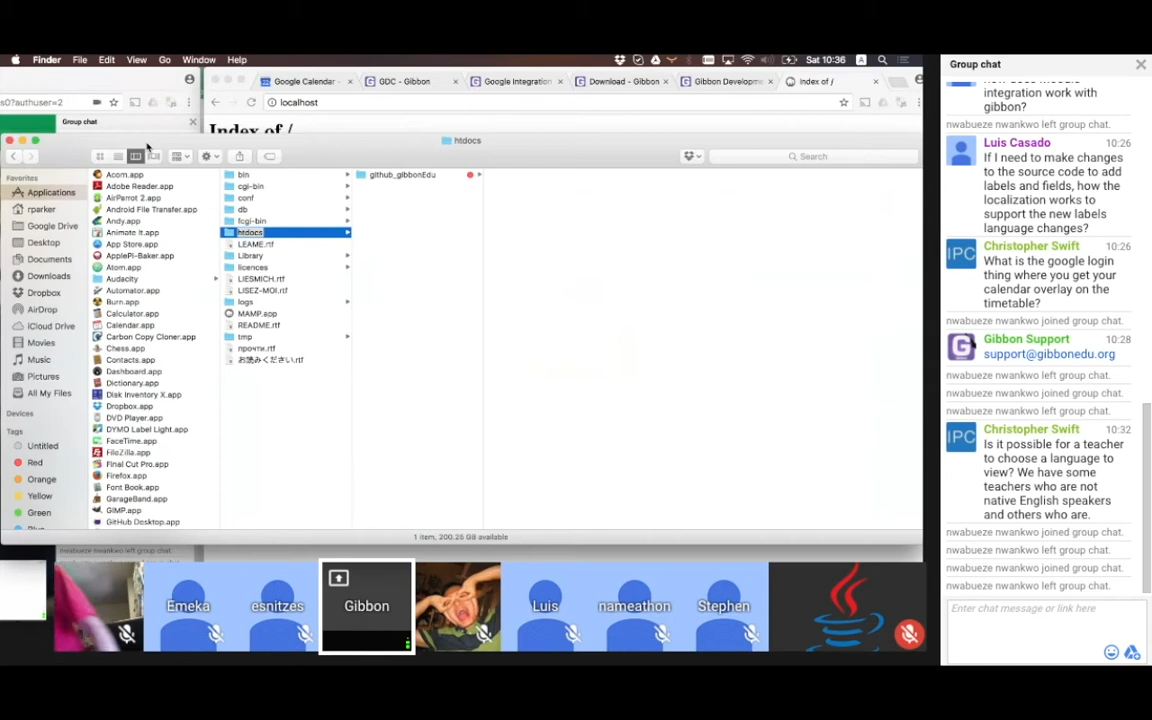 Finder File Edit View Go Window Help
Sat 10:36
Group chat
s0?authuser=2
Group chat
Google Calendar -
GDC - Gibbon
Google Integration
Download - Gibbon
Gibbon Developm
Index of /
localhost
Index of /
htdocs
Search
Favorites
Applications
rparker
Google Drive
Desktop
Documents
Downloads
Dropbox
AirDrop
iCloud Drive
Movies
Music
Pictures
All My Files
Devices
Tags
Untitled
Red
Orange
Yellow
Green
Blue
Acorn.app
Adobe Reader.app
AirParrot 2.app
Android File Transfer.app
Andy.app
Animate It.app
App Store.app
ApplePi-Baker.app
Atom.app
Audacity
Automator.app
Burn.app
Calculator.app
Calendar.app
Carbon Copy Cloner.app
Chess.app
Contacts.app
Dashboard.app
Dictionary.app
Disk Inventory X.app
Dropbox.app
DVD Player.app
DYMO Label Light.app
FaceTime.app
FileZilla.app
Final Cut Pro.app
Firefox.app
Font Book.app
GarageBand.app
GIMP.app
GitHub Desktop.app
bin
cgi-bin
conf
db
fcgi-bin
htdocs
LEAME.rtf
Library
licences
LIESMICH.rtf
LISEZ-MOI.rtf
logs
MAMP.app
README.rtf
tmp
прочти.rtf
お読みください.rtf
github_gibbonEdu
1 item, 200.26 GB available
nwabueze nwankwo left group chat.
Emeka
esnitzes
Gibbon
Luis
nameathon
Stephen
integration work with
gibbon?
nwabueze nwankwo left group chat.
Luis Casado 10:26
If I need to make changes
to the source code to add
labels and fields, how the
localization works to
support the new labels
language changes?
IPC
Christopher Swift 10:26
What is the google login
thing where you get your
calendar overlay on the
timetable?
nwabueze nwankwo joined group chat.
G
Gibbon Support 10:28
support@gibbonedu.org
nwabueze nwankwo left group chat.
nwabueze nwankwo joined group chat.
nwabueze nwankwo left group chat.
IPC
Christopher Swift 10:32
Is it possible for a teacher
to choose a language to
view? We have some
teachers who are not
native English speakers
and others who are.
nwabueze nwankwo joined group chat.
nwabueze nwankwo left group chat.
nwabueze nwankwo joined group chat.
nwabueze nwankwo left group chat.
Enter chat message or link here